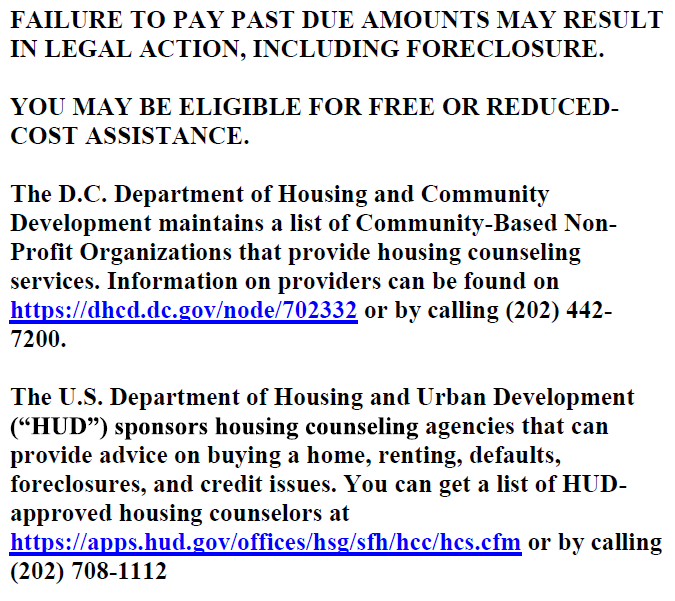 FAILURE TO PAY PAST DUE AMOUNTS MAY RESULT
IN LEGAL ACTION, INCLUDING FORECLOSURE.
YOU MAY BE ELIGIBLE FOR FREE OR REDUCED-
COST ASSISTANCE.
The D.C. Department of Housing and Community
Development maintains a list of Community-Based Non-
Profit Organizations that provide housing counseling
services. Information on providers can be found on
https://dhcd.dc.gov/node/702332 or by calling (202) 442-
7200.
The U.S. Department of Housing and Urban Development
(“HUD”) sponsors housing counseling agencies that can
provide advice on buying a home, renting, defaults,
foreclosures, and credit issues. You can get a list of HUD-
approved housing counselors at
https://apps.hud.gov/offices/hsg/sfh/hcc/hcs.cfm or by calling
(202) 708-1112